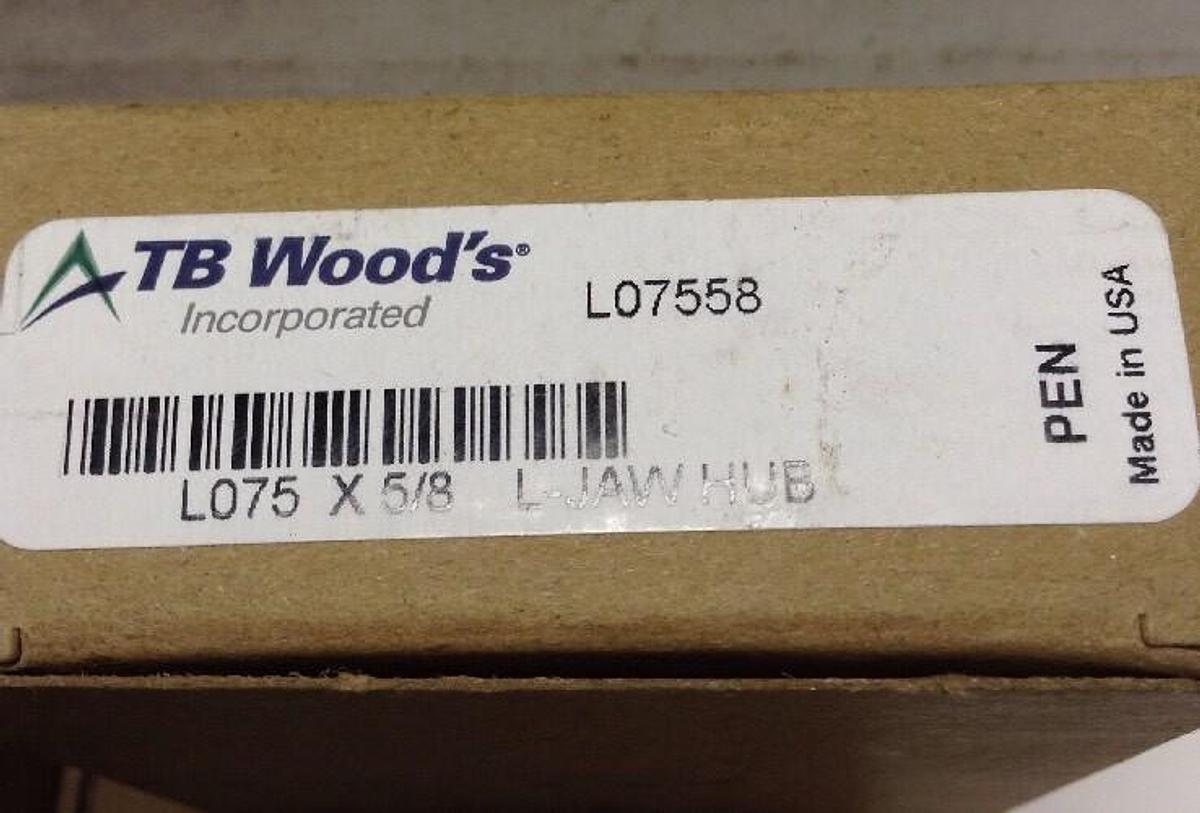 TB Wood's®
Incorporated
L07558
L075 X 5/8 L-JAW HUB
PEN
Made in USA